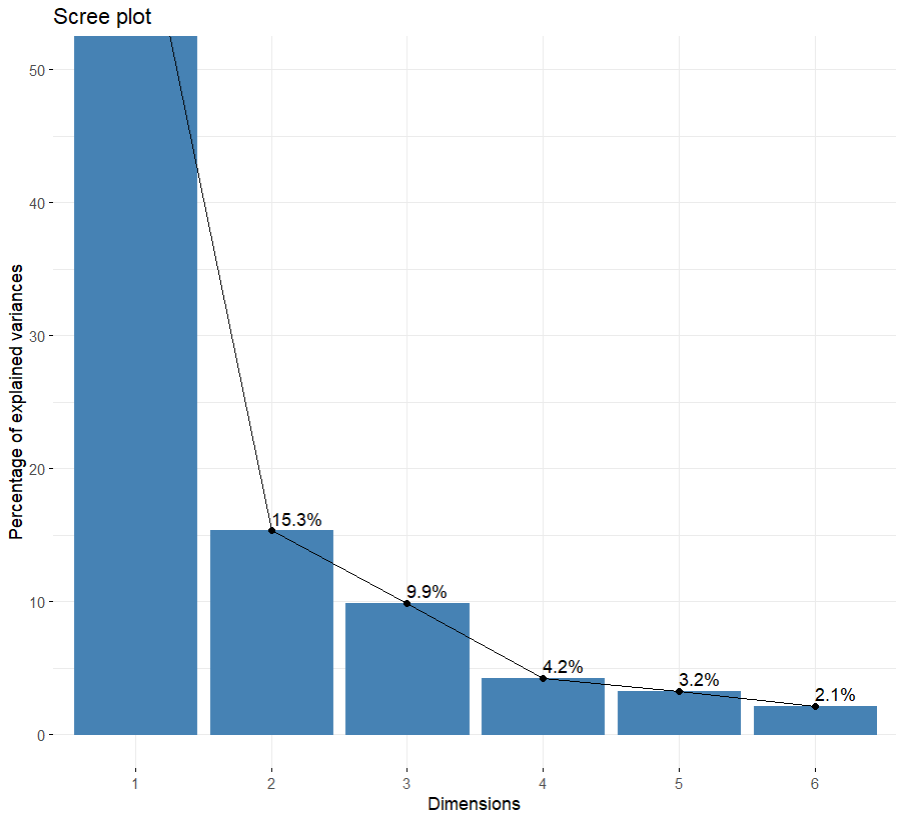 Scree plot
Percentage of explained variances
50
40
30
20
10
0
15.3%
9.9%
4.2%
3.2%
2.1%
1 2 3 4 5 6
Dimensions